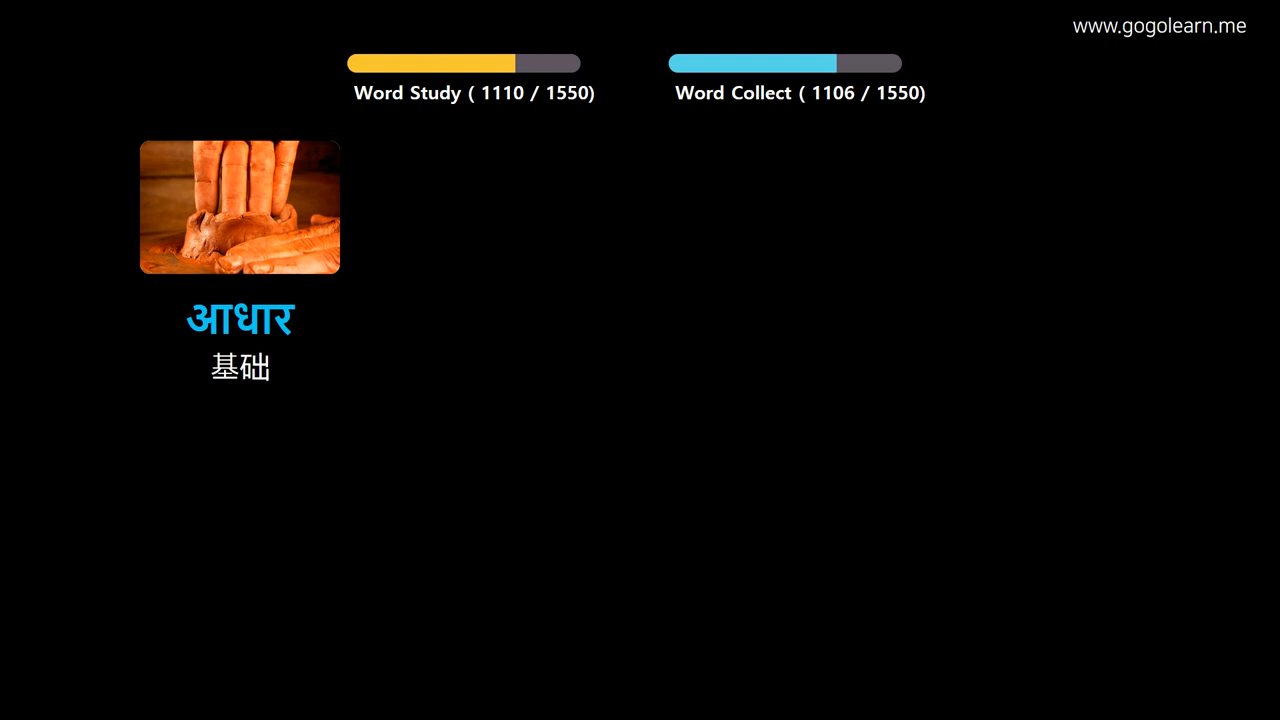 www.gogolearn.me
Word Study ( 1110 / 1550)
Word Collect ( 1106 / 1550)
आधार
基础